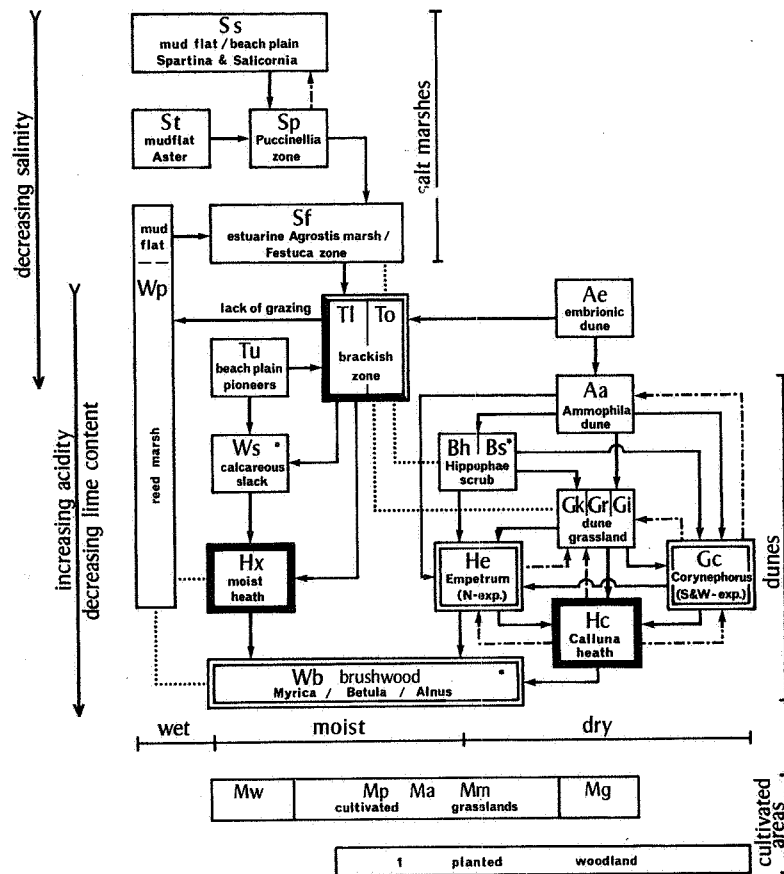 Ss
mud flat/beach plain
Spartina & Salicornia
St
mudflat
Aster
Sp
Puccinellia
zone
salt marshes
decreasing salinity
mud
flat
Sf
estuarine Agrostis marsh/
Festuca zone
Wp
lack of grazing
Tl To
brackish
zone
Ae
embrionic
dune
Tu
beach plain
pioneers
Aa
Ammophila
dune
increasing acidity
decreasing lime content
reed marsh
Ws *
calcareous
slack
Bh Bs*
Hippophae
scrub
Gk Gr Gi
dune
grassland
Hx
moist
heath
He
Empetrum
(N-exp.)
Gc
Corynephorus
(S&W-exp.)
Hc
Calluna
heath
dunes
Wb brushwood *
Myrica / Betula / Alnus
wet moist dry
Mw Mp Ma Mm Mg
cultivated grasslands
cultivated
areas
1 planted woodland